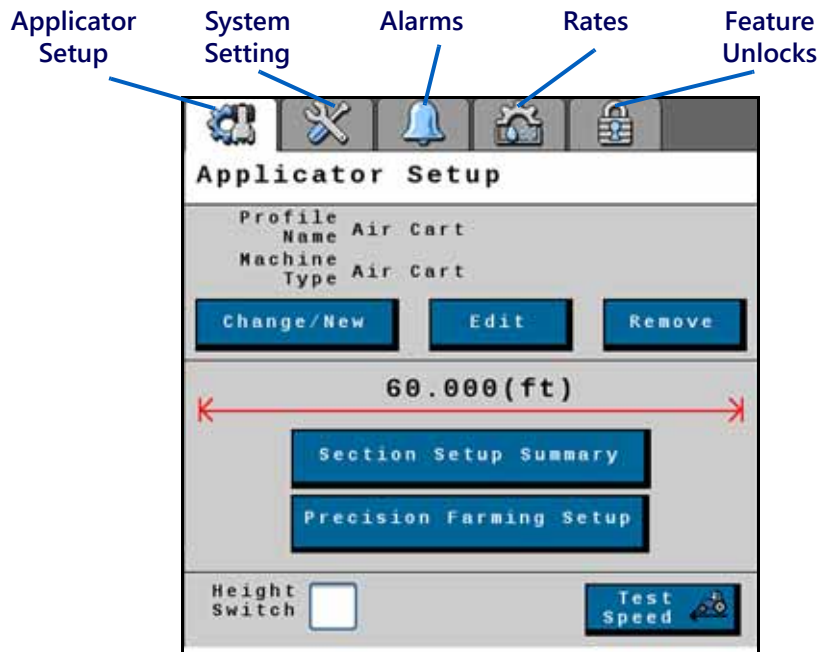 Applicator Setup
System Setting
Alarms
Rates
Feature Unlocks
Applicator Setup
Profile Name Air Cart
Machine Type Air Cart
Change/New
Edit
Remove
60.000(ft)
Section Setup Summary
Precision Farming Setup
Height Switch
Test Speed